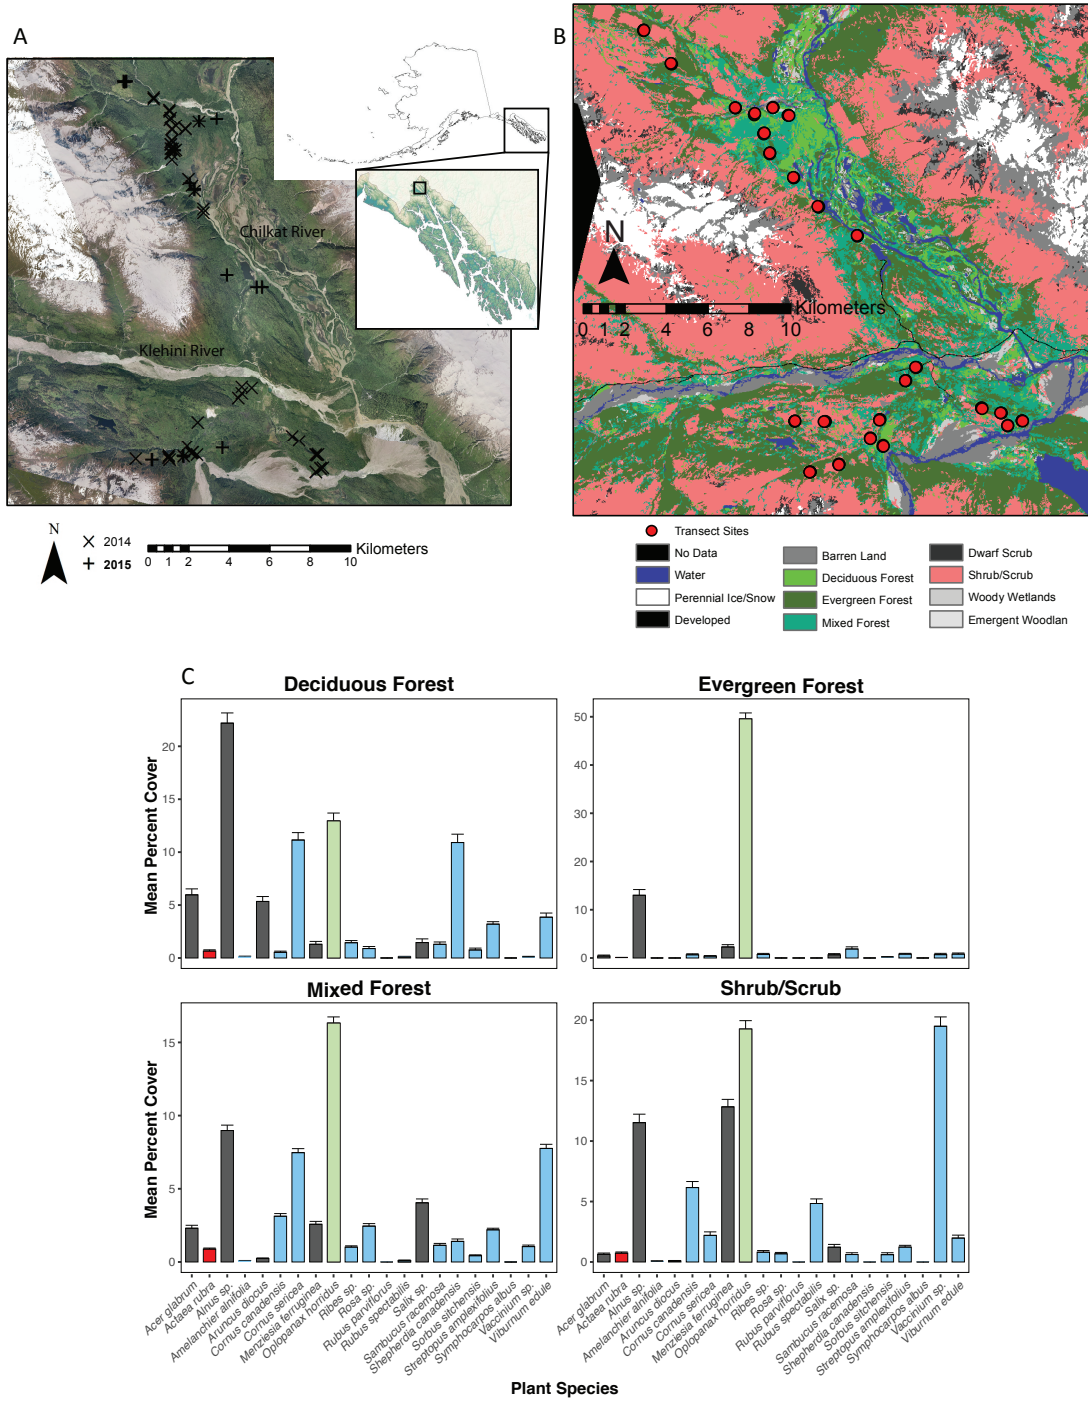 A
Chilkat River
Klehini River
N
2014
2015
0 1 2 4 6 8 10
Kilometers
B
N
Kilometers
0 1 2 4 6 8 10
Transect Sites
No Data
Water
Perennial Ice/Snow
Developed
Barren Land
Deciduous Forest
Evergreen Forest
Mixed Forest
Dwarf Scrub
Shrub/Scrub
Woody Wetlands
Emergent Woodlan
C
Deciduous Forest
Mean Percent Cover
20
15
10
5
0
Evergreen Forest
50
40
30
20
10
0
Mixed Forest
Mean Percent Cover
15
10
5
0
Acer glabrum
Actaea rubra
Alnus sp.
Amelanchier alnifolia
Aruncus dioicus
Cornus canadensis
Cornus sericea
Menziesia ferruginea
Oplopanax horridus
Ribes sp.
Rosa sp.
Rubus parviflorus
Rubus spectabilis
Salix sp.
Sambucus racemosa
Shepherdia canadensis
Sorbus sitchensis
Streptopus amplexifolius
Symphocarpos albus
Vaccinium sp.
Viburnum edule
Shrub/Scrub
20
15
10
5
0
Acer glabrum
Actaea rubra
Alnus sp.
Amelanchier alnifolia
Aruncus dioicus
Cornus canadensis
Cornus sericea
Menziesia ferruginea
Oplopanax horridus
Ribes sp.
Rosa sp.
Rubus parviflorus
Rubus spectabilis
Salix sp.
Sambucus racemosa
Shepherdia canadensis
Sorbus sitchensis
Streptopus amplexifolius
Symphocarpos albus
Vaccinium sp.
Viburnum edule
Plant Species